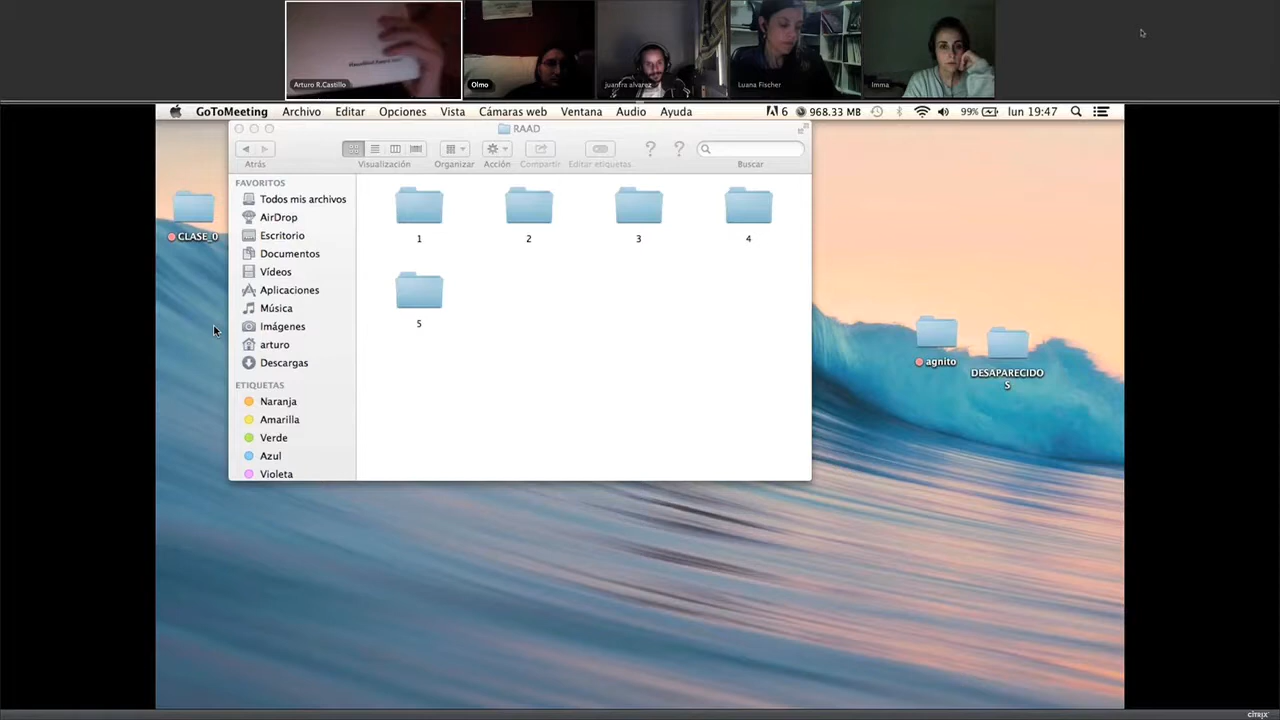 Arturo R.Castillo
Olmo
juanfra alvarez
Luana Fischer
Imma
GoToMeeting Archivo Editar Opciones Vista Cámaras web Ventana Audio Ayuda
6 968.33 MB 99% lun 19:47
RAAD
Atrás Visualización Organizar Acción Compartir Editar etiquetas Buscar
FAVORITOS
Todos mis archivos
AirDrop
Escritorio
Documentos
Vídeos
Aplicaciones
Música
Imágenes
arturo
Descargas
ETIQUETAS
Naranja
Amarilla
Verde
Azul
Violeta
1 2 3 4
5
CLASE_0
agnito
DESAPARECIDO
S
CITRIX